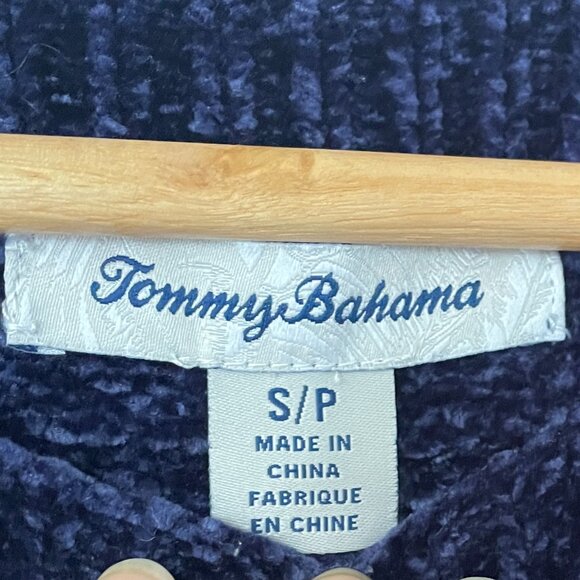 Tommy Bahama
S/P
MADE IN
CHINA
FABRIQUE
EN CHINE